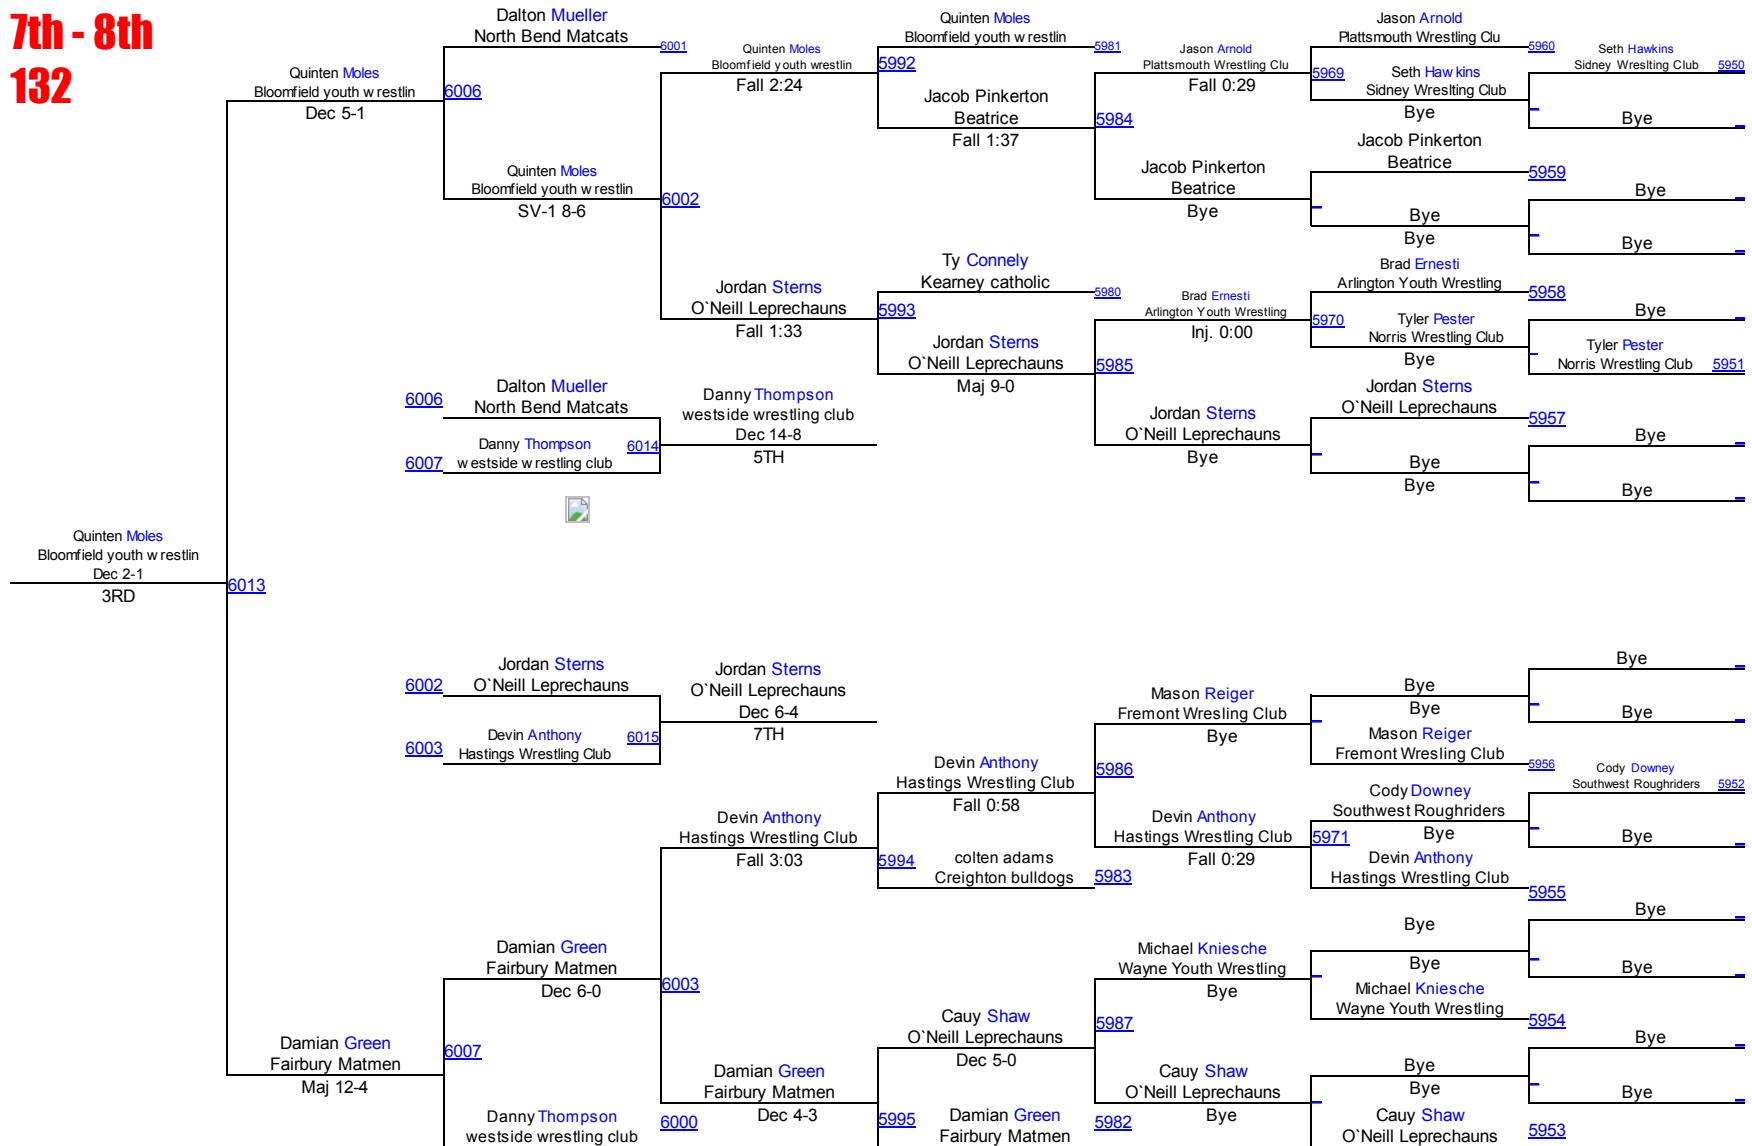 7th - 8th
132
Dalton Mueller
North Bend Matcats
6001
Quinten Moles
Bloomfield youth wrestlin
Dec 5-1
6006
Quinten Moles
Bloomfield youth wrestlin
SV-1 8-6
Quinten Moles
Bloomfield youth wrestlin
Fall 2:24
6002
Jordan Sterns
O`Neill Leprechauns
Fall 1:33
Quinten Moles
Bloomfield youth wrestlin
5981
5992
Jacob Pinkerton
Beatrice
Fall 1:37
Ty Connely
Kearney catholic
5980
5993
Jordan Sterns
O`Neill Leprechauns
Maj 9-0
Jason Arnold
Plattsmouth Wrestling Clu
Fall 0:29
5984
Jacob Pinkerton
Beatrice
Bye
Brad Ernesti
Arlington Youth Wrestling
Inj. 0:00
5985
Jordan Sterns
O`Neill Leprechauns
Bye
Jason Arnold
Plattsmouth Wrestling Clu
5960
5969
Seth Hawkins
Sidney Wreslting Club
Bye
Jacob Pinkerton
Beatrice
5959
Bye
Bye
Brad Ernesti
Arlington Youth Wrestling
5958
5970
Tyler Pester
Norris Wrestling Club
Bye
Jordan Sterns
O`Neill Leprechauns
5957
Bye
Bye
Seth Hawkins
Sidney Wreslting Club
5950
Bye
Bye
Bye
Bye
Tyler Pester
Norris Wrestling Club
5951
Bye
Bye
6006
Dalton Mueller
North Bend Matcats
6007
Danny Thompson
westside wrestling club
6014
Danny Thompson
westside wrestling club
Dec 14-8
5TH
Quinten Moles
Bloomfield youth wrestlin
Dec 2-1
3RD
6013
6002
Jordan Sterns
O`Neill Leprechauns
6003
Devin Anthony
Hastings Wrestling Club
6015
Jordan Sterns
O`Neill Leprechauns
Dec 6-4
7TH
Devin Anthony
Hastings Wrestling Club
Fall 3:03
Damian Green
Fairbury Matmen
Dec 6-0
6003
Damian Green
Fairbury Matmen
Maj 12-4
6007
Danny Thompson
westside wrestling club
6000
Damian Green
Fairbury Matmen
Dec 4-3
Devin Anthony
Hastings Wrestling Club
Fall 0:58
5994
colten adams
Creighton bulldogs
5983
Cauy Shaw
O`Neill Leprechauns
Dec 5-0
5995
Damian Green
Fairbury Matmen
5982
Mason Reiger
Fremont Wresling Club
Bye
5986
Devin Anthony
Hastings Wrestling Club
Fall 0:29
Michael Kniesche
Wayne Youth Wrestling
Bye
5987
Cauy Shaw
O`Neill Leprechauns
Bye
Bye
Bye
Mason Reiger
Fremont Wresling Club
5956
Cody Downey
Southwest Roughriders
Bye
5971
Devin Anthony
Hastings Wrestling Club
5955
Bye
Bye
Michael Kniesche
Wayne Youth Wrestling
5954
Bye
Bye
Cauy Shaw
O`Neill Leprechauns
5953
Bye
Bye
Cody Downey
Southwest Roughriders
5952
Bye
Bye
Bye
Bye
Bye